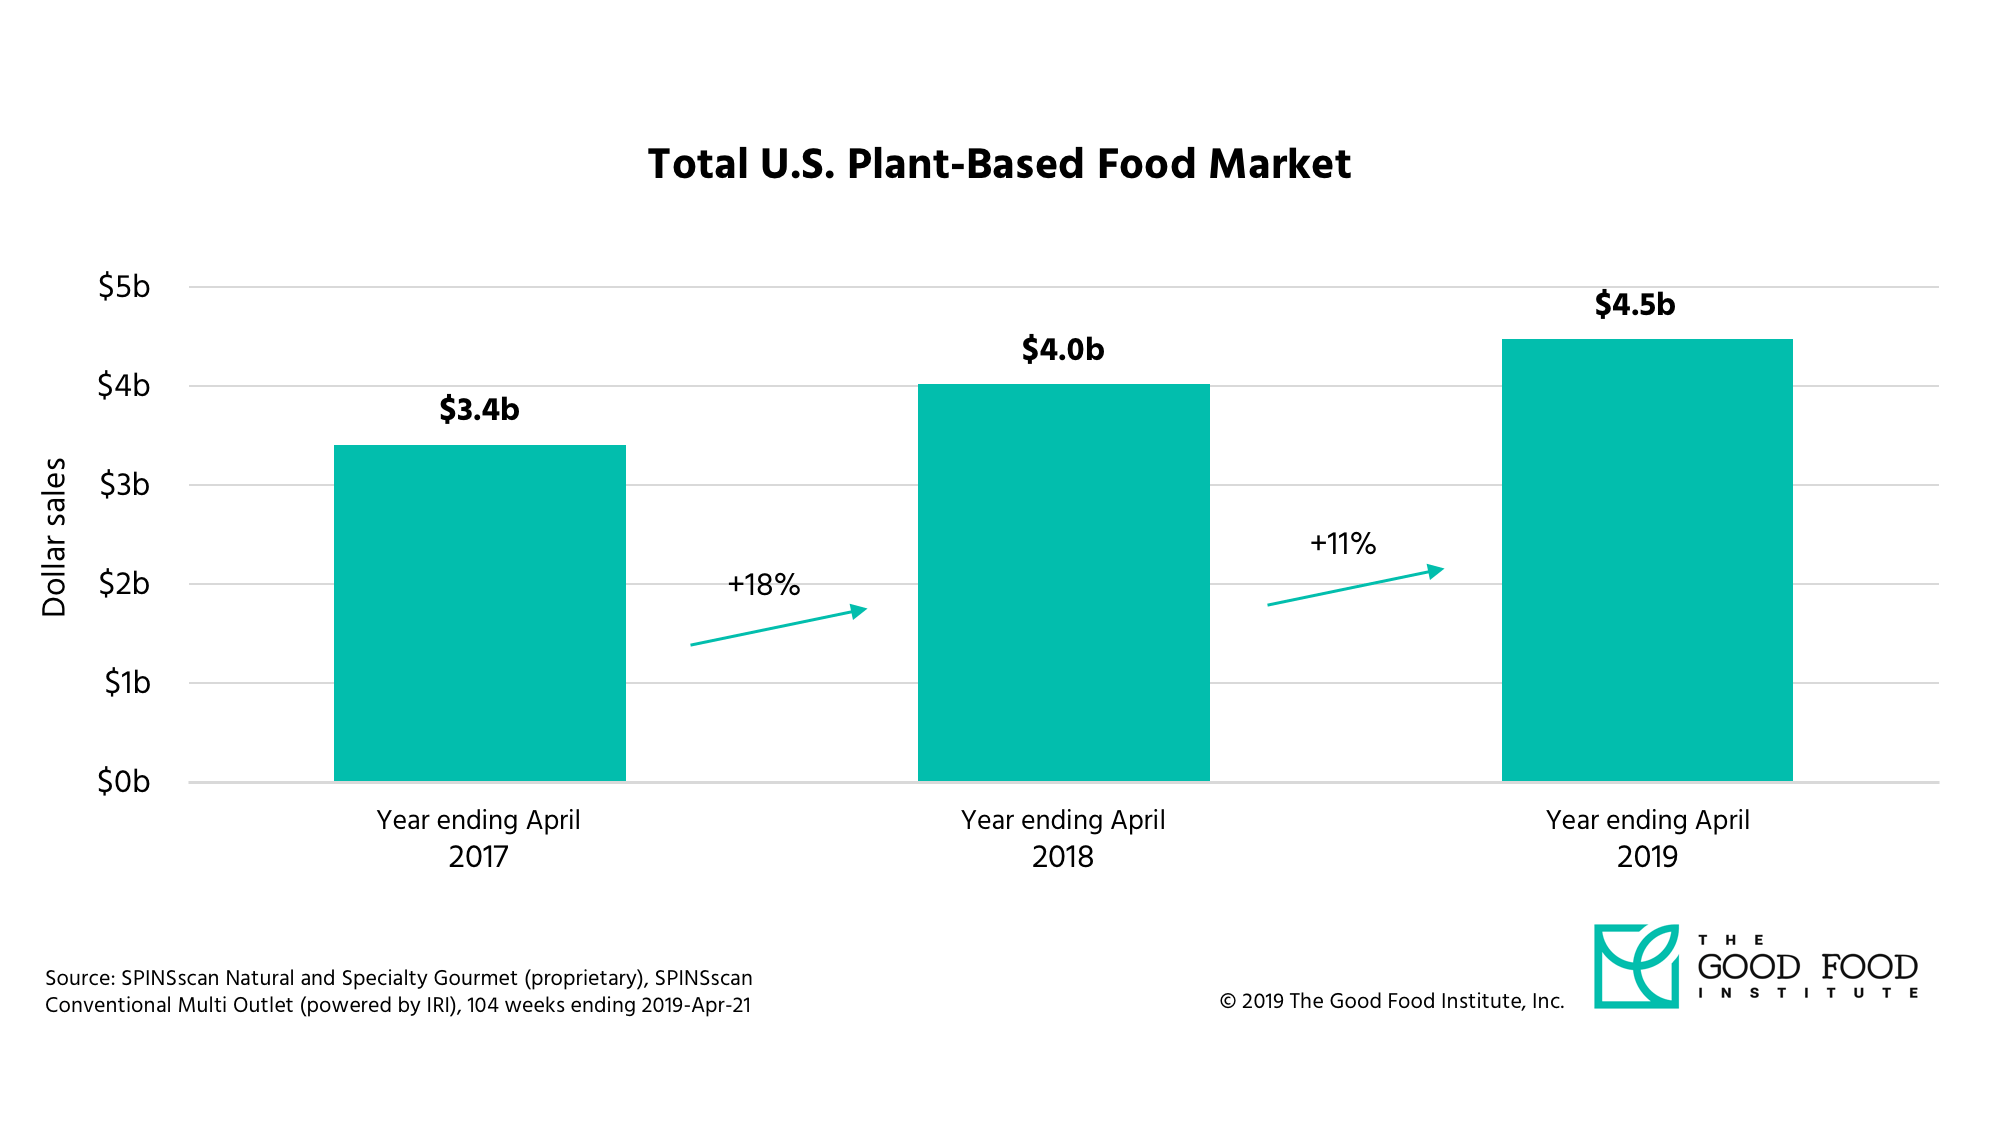 Total U.S. Plant-Based Food Market
Dollar sales
$5b
$4b
$3b
$2b
$1b
$0b
$3.4b
$4.0b
$4.5b
+18%
+11%
Year ending April
2017
Year ending April
2018
Year ending April
2019
Source: SPINSscan Natural and Specialty Gourmet (proprietary), SPINSscan
Conventional Multi Outlet (powered by IRI), 104 weeks ending 2019-Apr-21
© 2019 The Good Food Institute, Inc.
THE
GOOD FOOD
INSTITUTE